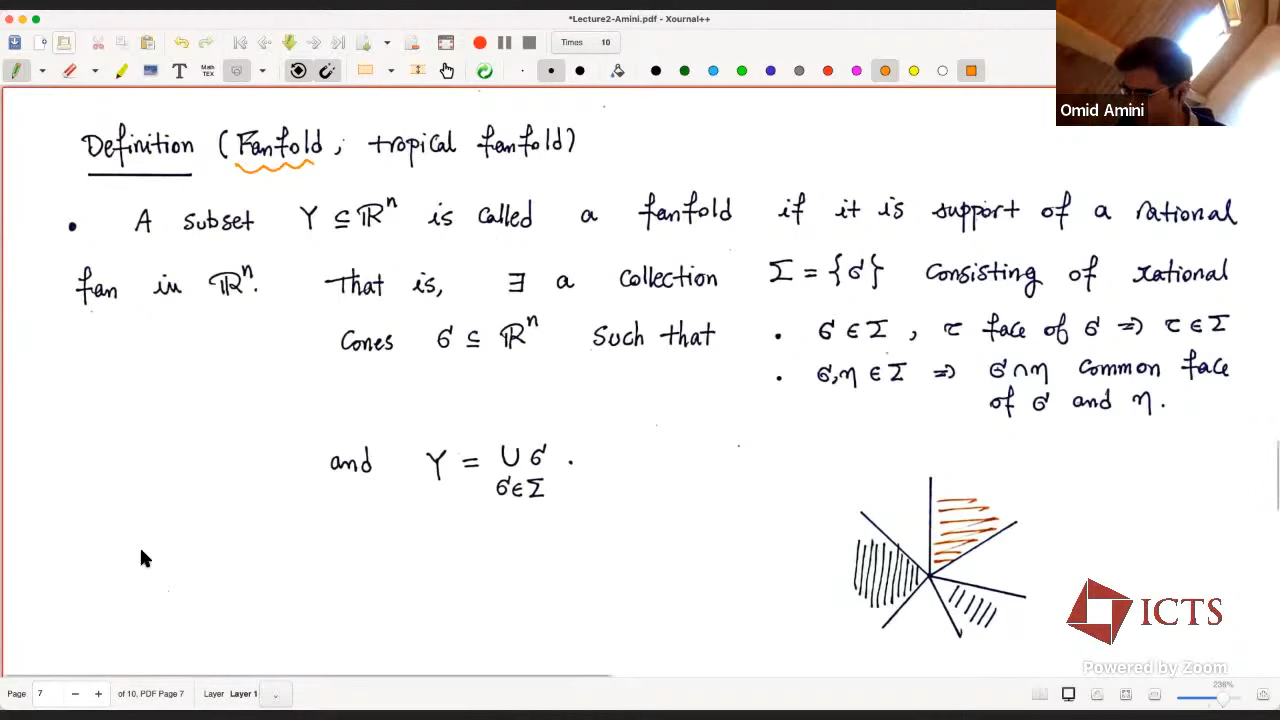 *Lecture2-Amini.pdf - Xournal++
Times 10
Math
TEX
Omid Amini
Definition (Fanfold, tropical fanfold)
• A subset Y ⊆ ℝⁿ is called a fanfold if it is support of a rational
fan in ℝⁿ. That is, ∃ a collection Σ = {σ} consisting of rational
Cones σ ⊆ ℝⁿ such that • σ ∈ Σ, τ face of σ ⇒ τ ∈ Σ
• σ, η ∈ Σ ⇒ σ∩η common face
of σ and η.
and Y = ∪ σ .
σ∈Σ
ICTS
Powered by Zoom
Page 7 of 10, PDF Page 7 Layer Layer 1
236%